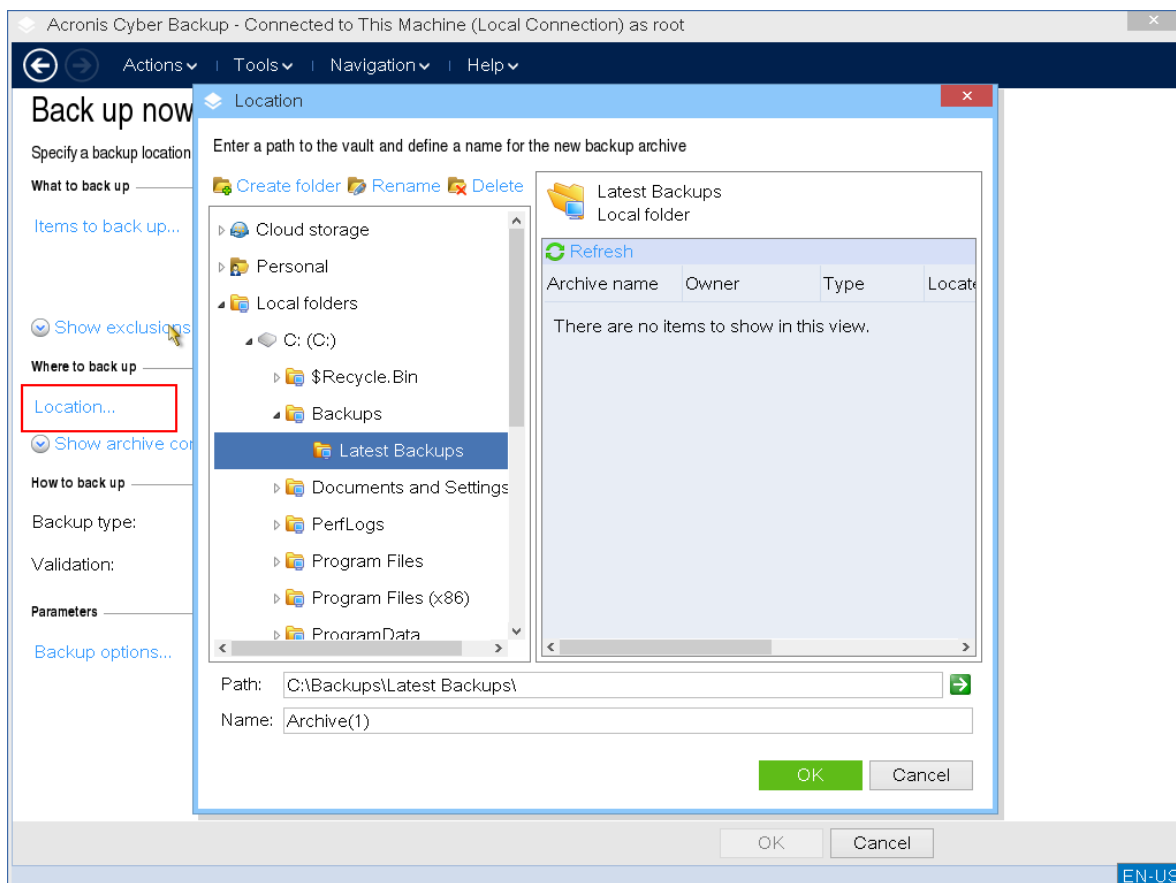 Acronis Cyber Backup - Connected to This Machine (Local Connection) as root
Actions Tools Navigation Help
Back up now
Specify a backup location
What to back up
Items to back up...
Show exclusions
Where to back up
Location...
Show archive
How to back up
Backup type:
Validation:
Parameters
Backup options...
Location
Enter a path to the vault and define a name for the new backup archive
Create folder Rename Delete
Cloud storage
Personal
Local folders
C: (C:)
$Recycle.Bin
Backups
Latest Backups
Documents and Settings
PerfLogs
Program Files
Program Files (x86)
ProgramData
Latest Backups
Local folder
Refresh
Archive name Owner Type
There are no items to show in this view.
Path: C:\Backups\Latest Backups\
Name: Archive(1)
OK Cancel
OK Cancel
EN-US